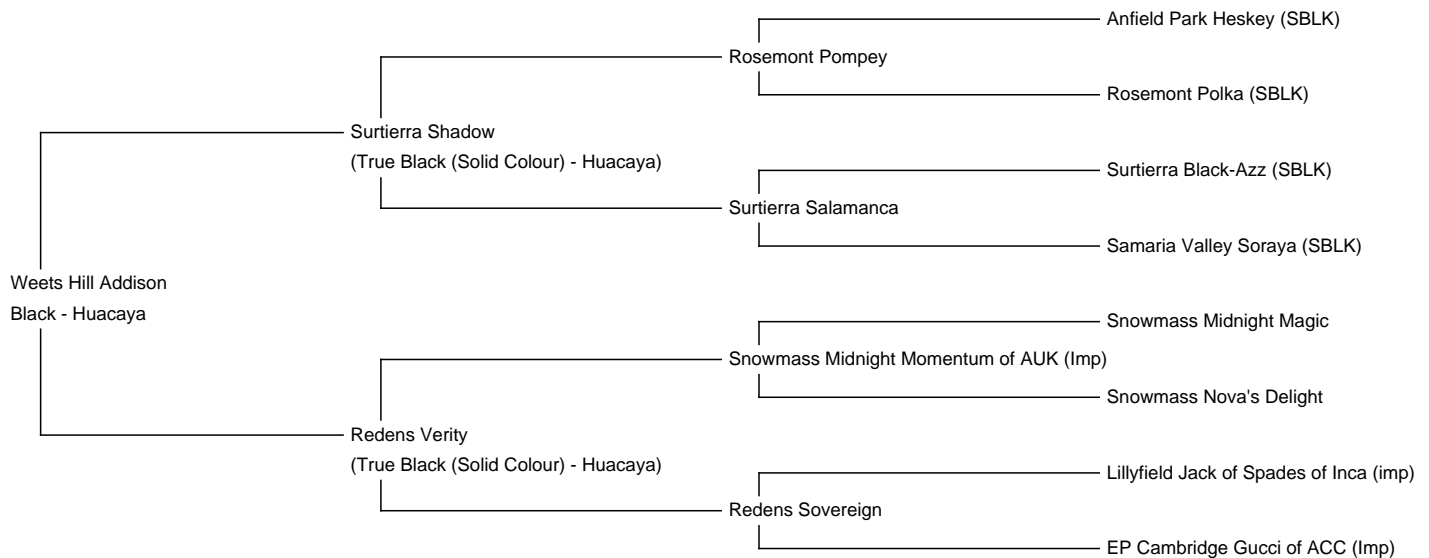 Anfield Park Heskey (SBLK)
Rosemont Pompey
Rosemont Polka (SBLK)
Surtierra Shadow
(True Black (Solid Colour) - Huacaya)
Surtierra Black-Azz (SBLK)
Surtierra Salamanca
Samaria Valley Soraya (SBLK)
Weets Hill Addison
Black - Huacaya
Snowmass Midnight Magic
Snowmass Midnight Momentum of AUK (Imp)
Snowmass Nova's Delight
Redens Verity
(True Black (Solid Colour) - Huacaya)
Lillyfield Jack of Spades of Inca (imp)
Redens Sovereign
EP Cambridge Gucci of ACC (Imp)